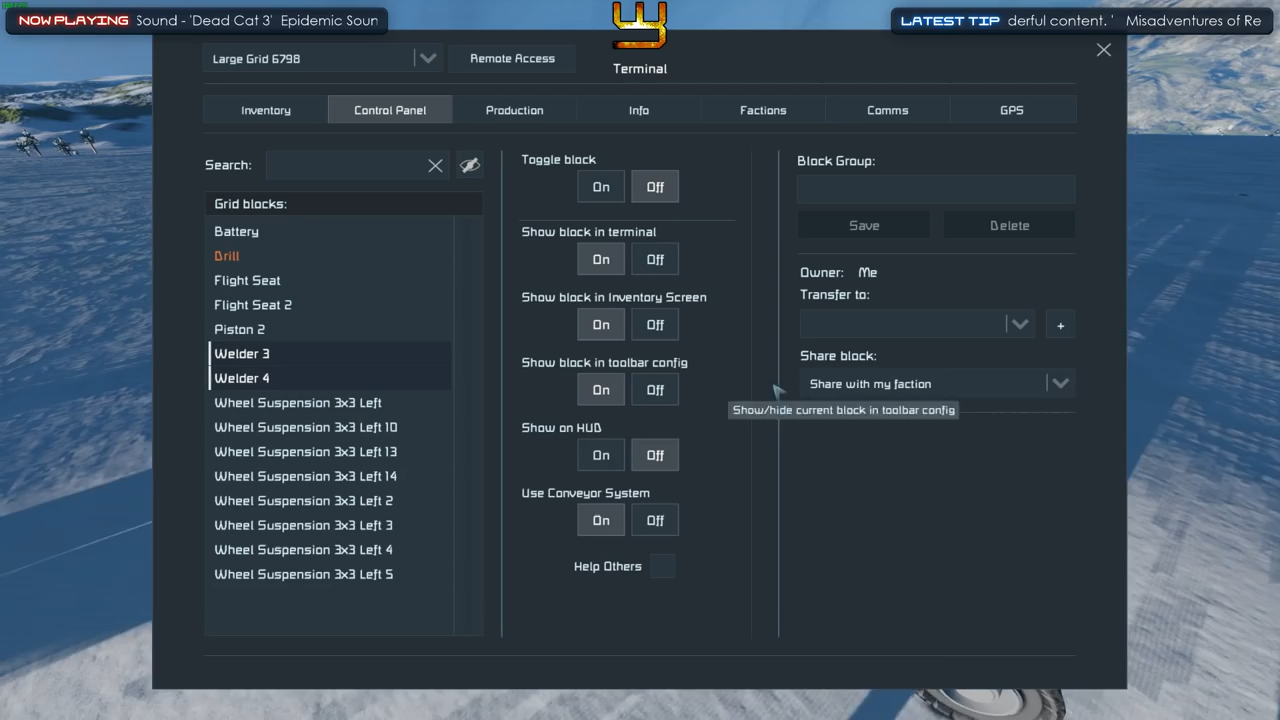 NOW PLAYING Sound - 'Dead Cat 3' Epidemic Soun
LATEST TIP derful content. ' Misadventures of Re
Large Grid 6798
Remote Access
Terminal
Inventory
Control Panel
Production
Info
Factions
Comms
GPS
Search:
Grid blocks:
Battery
Drill
Flight Seat
Flight Seat 2
Piston 2
Welder 3
Welder 4
Wheel Suspension 3x3 Left
Wheel Suspension 3x3 Left 10
Wheel Suspension 3x3 Left 13
Wheel Suspension 3x3 Left 14
Wheel Suspension 3x3 Left 2
Wheel Suspension 3x3 Left 3
Wheel Suspension 3x3 Left 4
Wheel Suspension 3x3 Left 5
Toggle block
On Off
Show block in terminal
On Off
Show block in Inventory Screen
On Off
Show block in toolbar config
On Off
Show on HUD
On Off
Use Conveyor System
On Off
Help Others
Block Group:
Save Delete
Owner: Me
Transfer to:
+
Share block:
Share with my faction
Show/hide current block in toolbar config